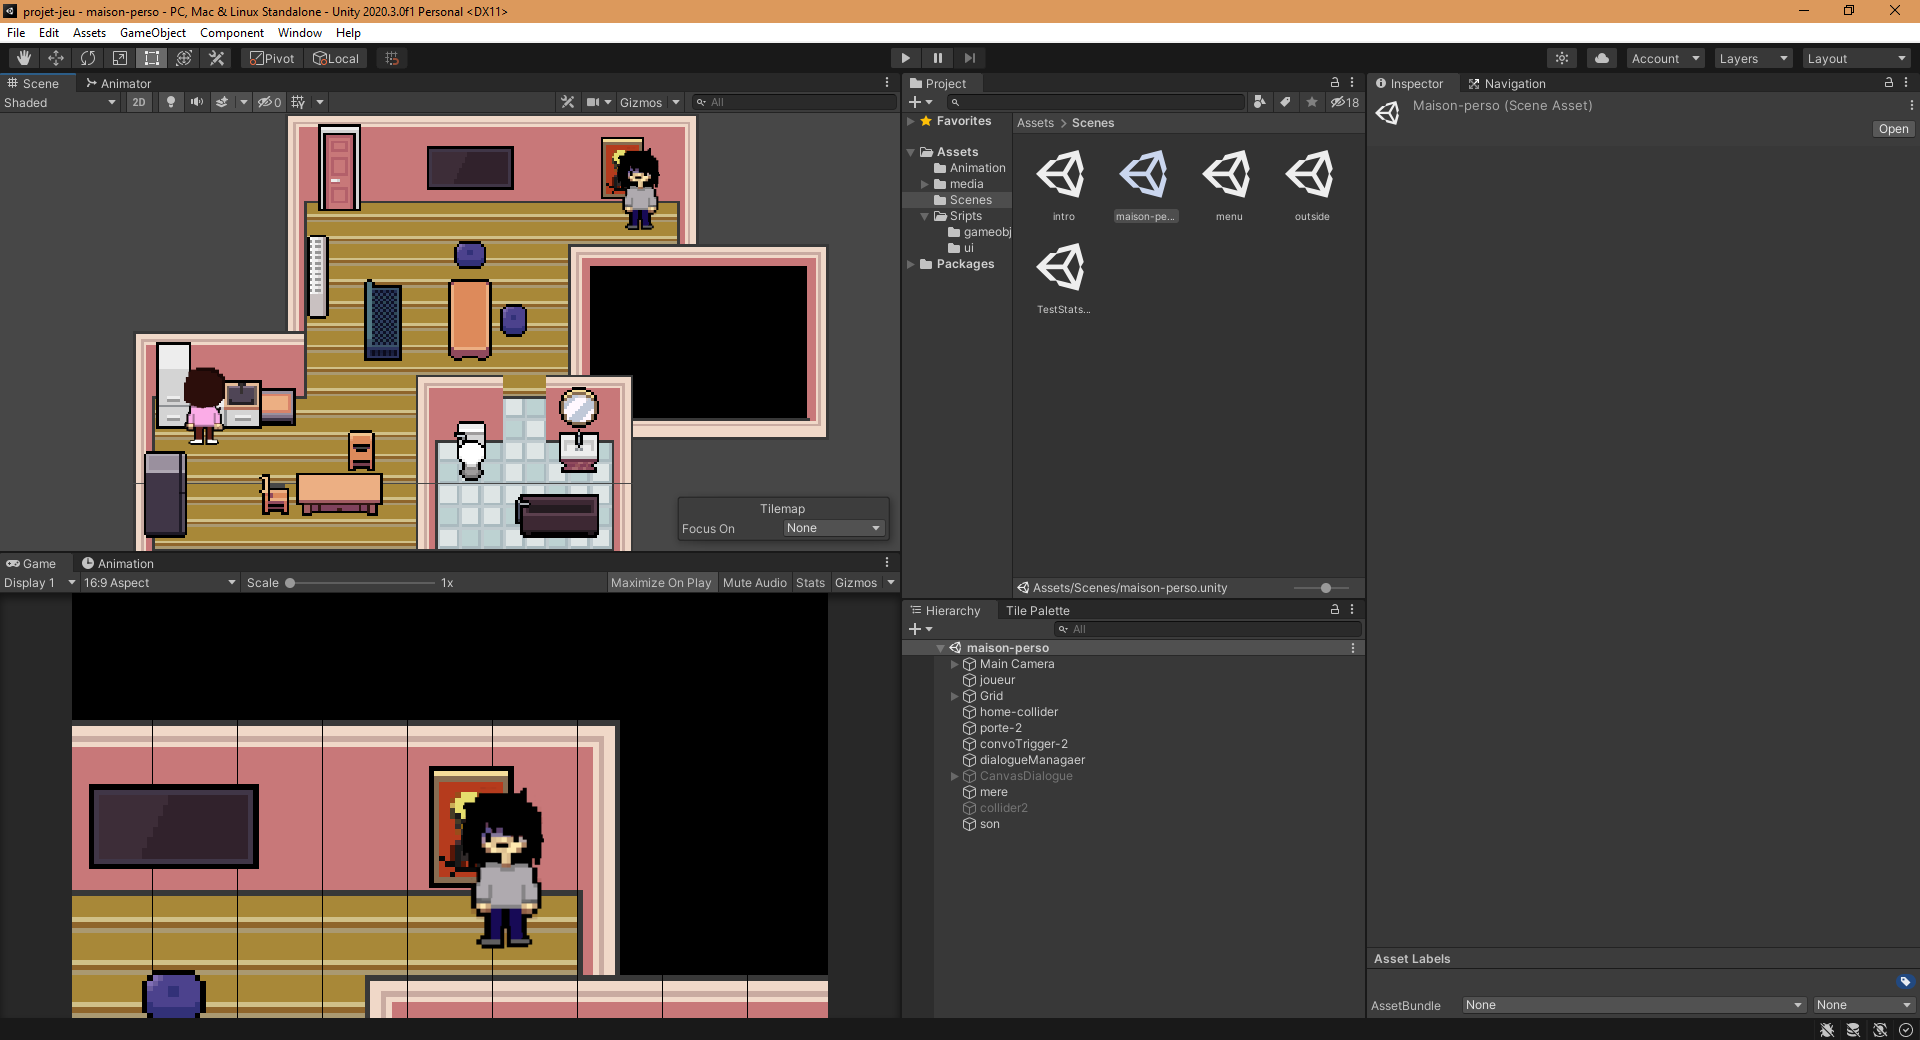 projet-jeu - maison-perso - PC, Mac & Linux Standalone - Unity 2020.3.0f1 Personal <DX11>
File Edit Assets GameObject Component Window Help
Pivot Local
Account Layers Layout
Scene Animator
Shaded 2D 0 Gizmos All
Tilemap
Focus On None
Game Animation
Display 1 16:9 Aspect Scale 1x Maximize On Play Mute Audio Stats Gizmos
Project
18
Favorites
Assets
Animation
media
Scenes
Sripts
gameobj
ui
Packages
Assets > Scenes
intro
maison-pe...
menu
outside
TestStats...
Assets/Scenes/maison-perso.unity
Hierarchy Tile Palette
All
maison-perso
Main Camera
joueur
Grid
home-collider
porte-2
convoTrigger-2
dialogueManagaer
CanvasDialogue
mere
collider2
son
Inspector Navigation
Maison-perso (Scene Asset)
Open
Asset Labels
AssetBundle None None